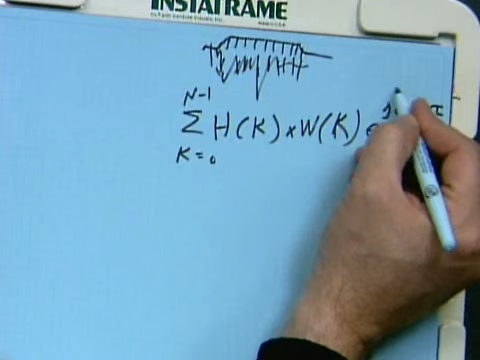 INSTAFRAME
N-1
Σ H(K) × W(K) e
K=0